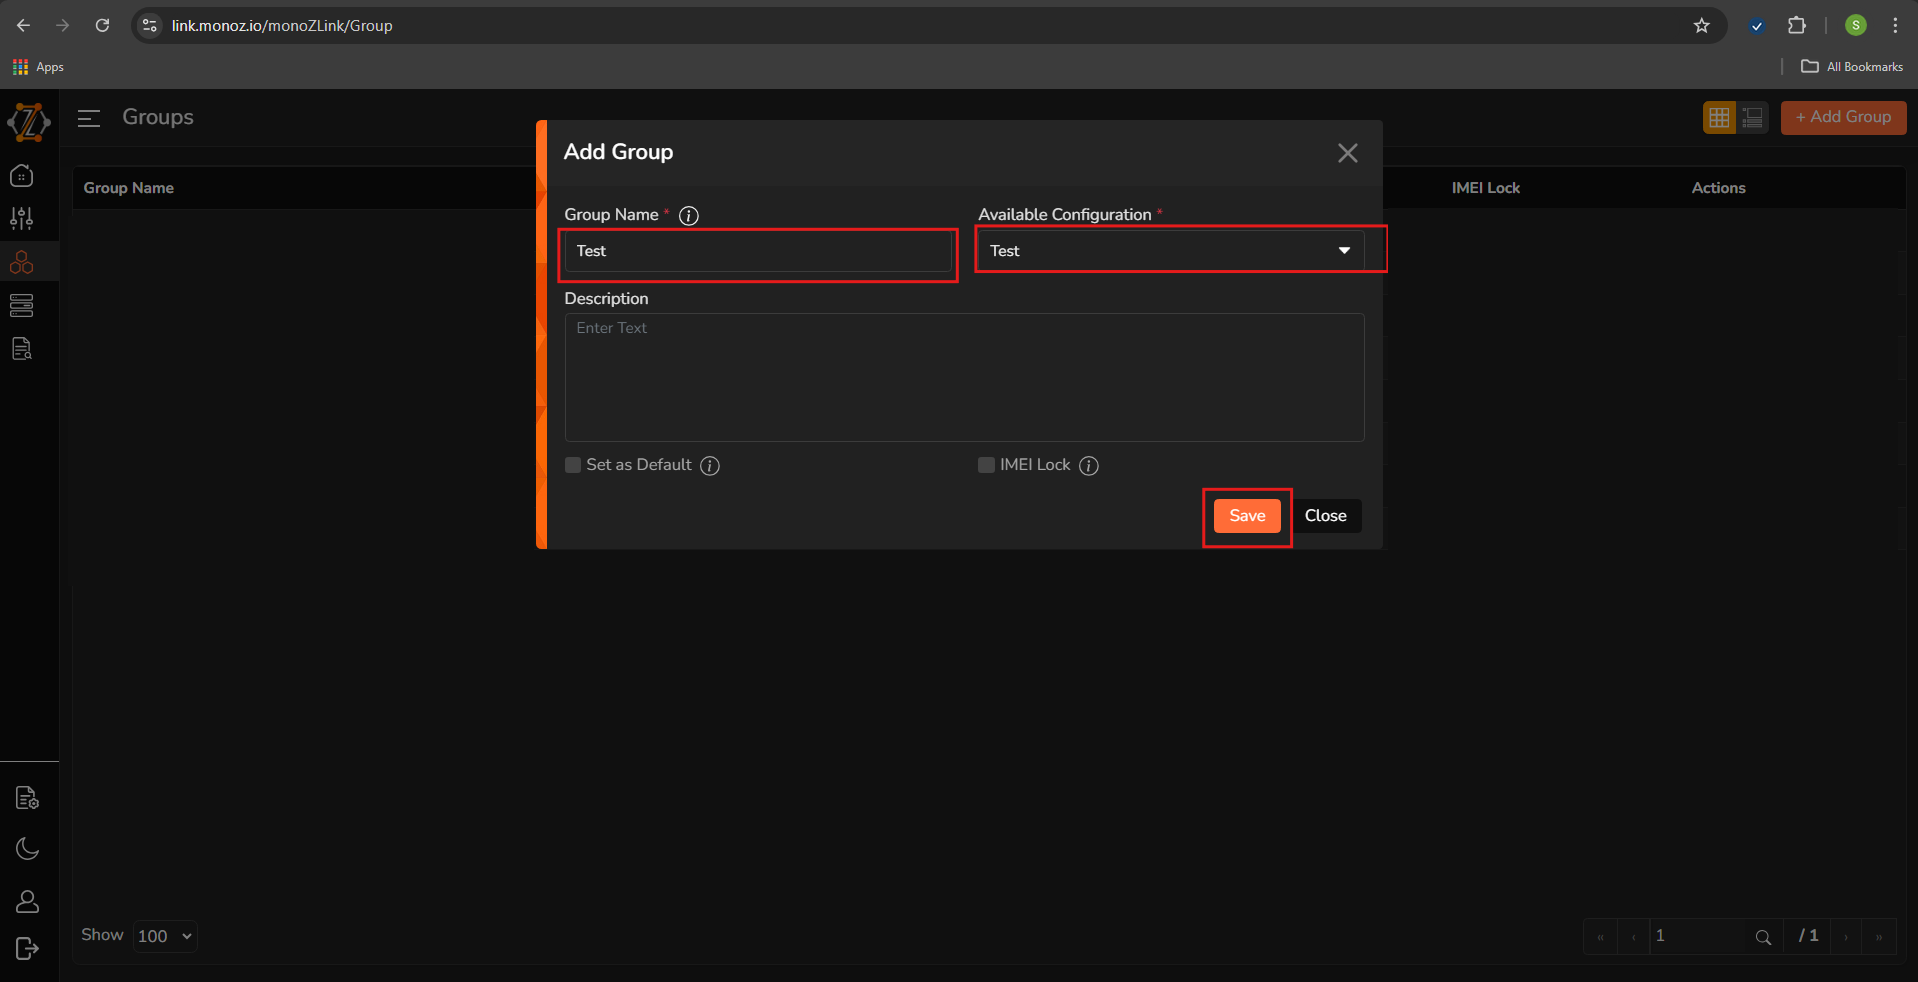 link.monoz.io/monoZLink/Group
S
Apps
All Bookmarks
Groups
+ Add Group
Group Name
IMEI Lock
Actions
Add Group
Group Name *
Available Configuration *
Test
Test
Description
Enter Text
Set as Default
IMEI Lock
Save
Close
Show 100
« ‹ 1 / 1 › »